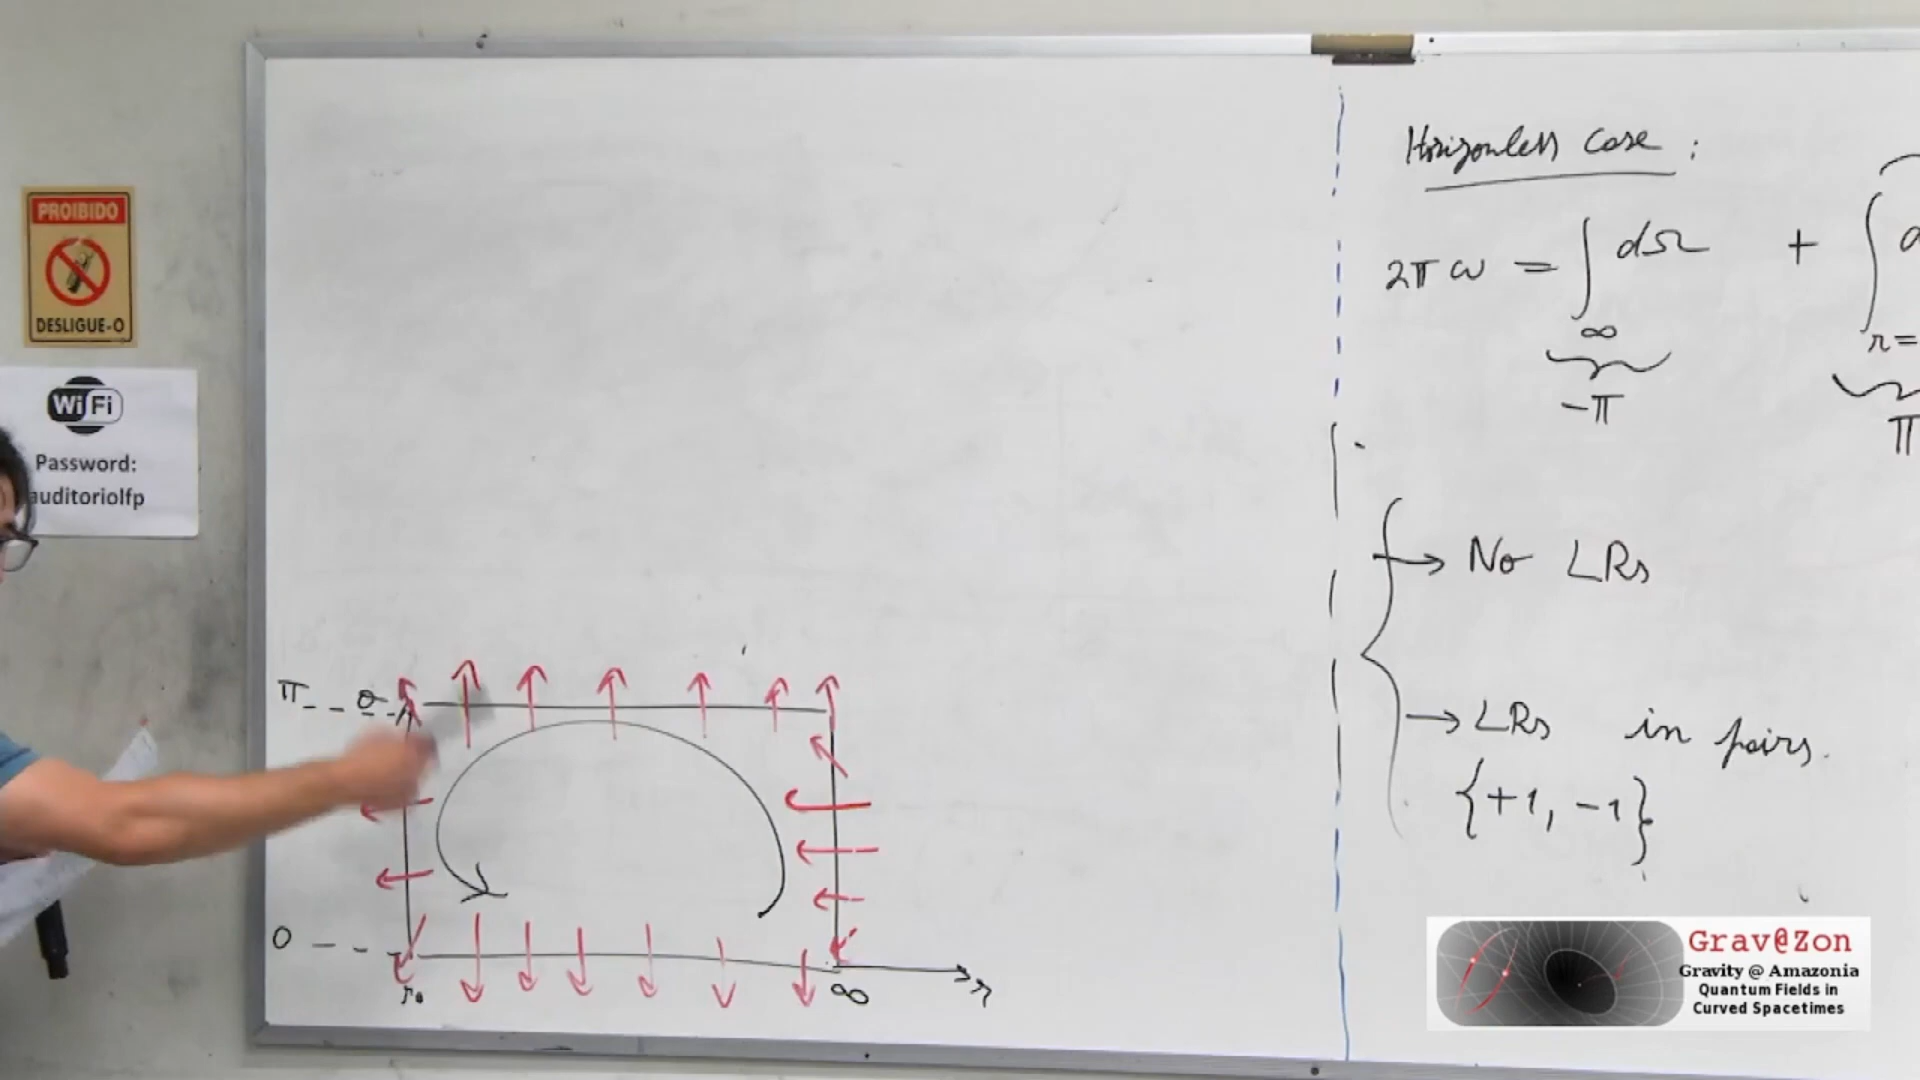 PROIBIDO
DESLIGUE-O
WiFi
Password:
auditoriolfp
π
θ
0
r₀
∞
r
Horizonless case :
2πω = ∫ dΩ + ∫
∞
r=
-π
π
→ No LRs
→ LRs in pairs.
{+1, -1}
Grav@Zon
Gravity @ Amazonia
Quantum Fields in
Curved Spacetimes